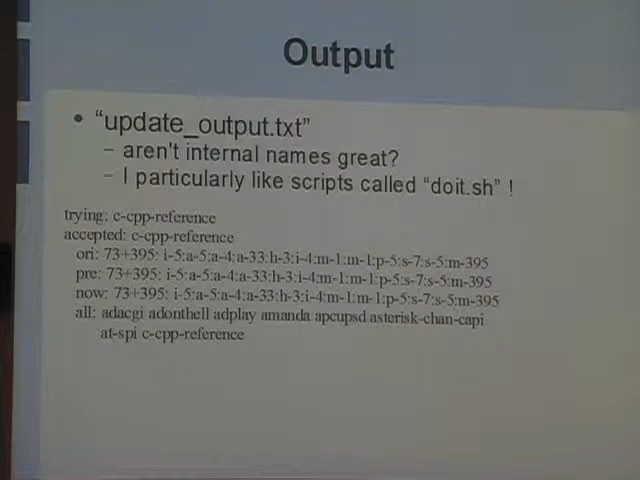 Output
• “update_output.txt”
– aren't internal names great?
– I particularly like scripts called “doit.sh” !
trying: c-cpp-reference
accepted: c-cpp-reference
ori: 73+395: i-5:a-5:a-4:a-33:h-3:i-4:m-1:m-1:p-5:s-7:s-5:m-395
pre: 73+395: i-5:a-5:a-4:a-33:h-3:i-4:m-1:m-1:p-5:s-7:s-5:m-395
now: 73+395: i-5:a-5:a-4:a-33:h-3:i-4:m-1:m-1:p-5:s-7:s-5:m-395
all: adacgi adonthell adplay amanda apcupsd asterisk-chan-capi
at-spi c-cpp-reference